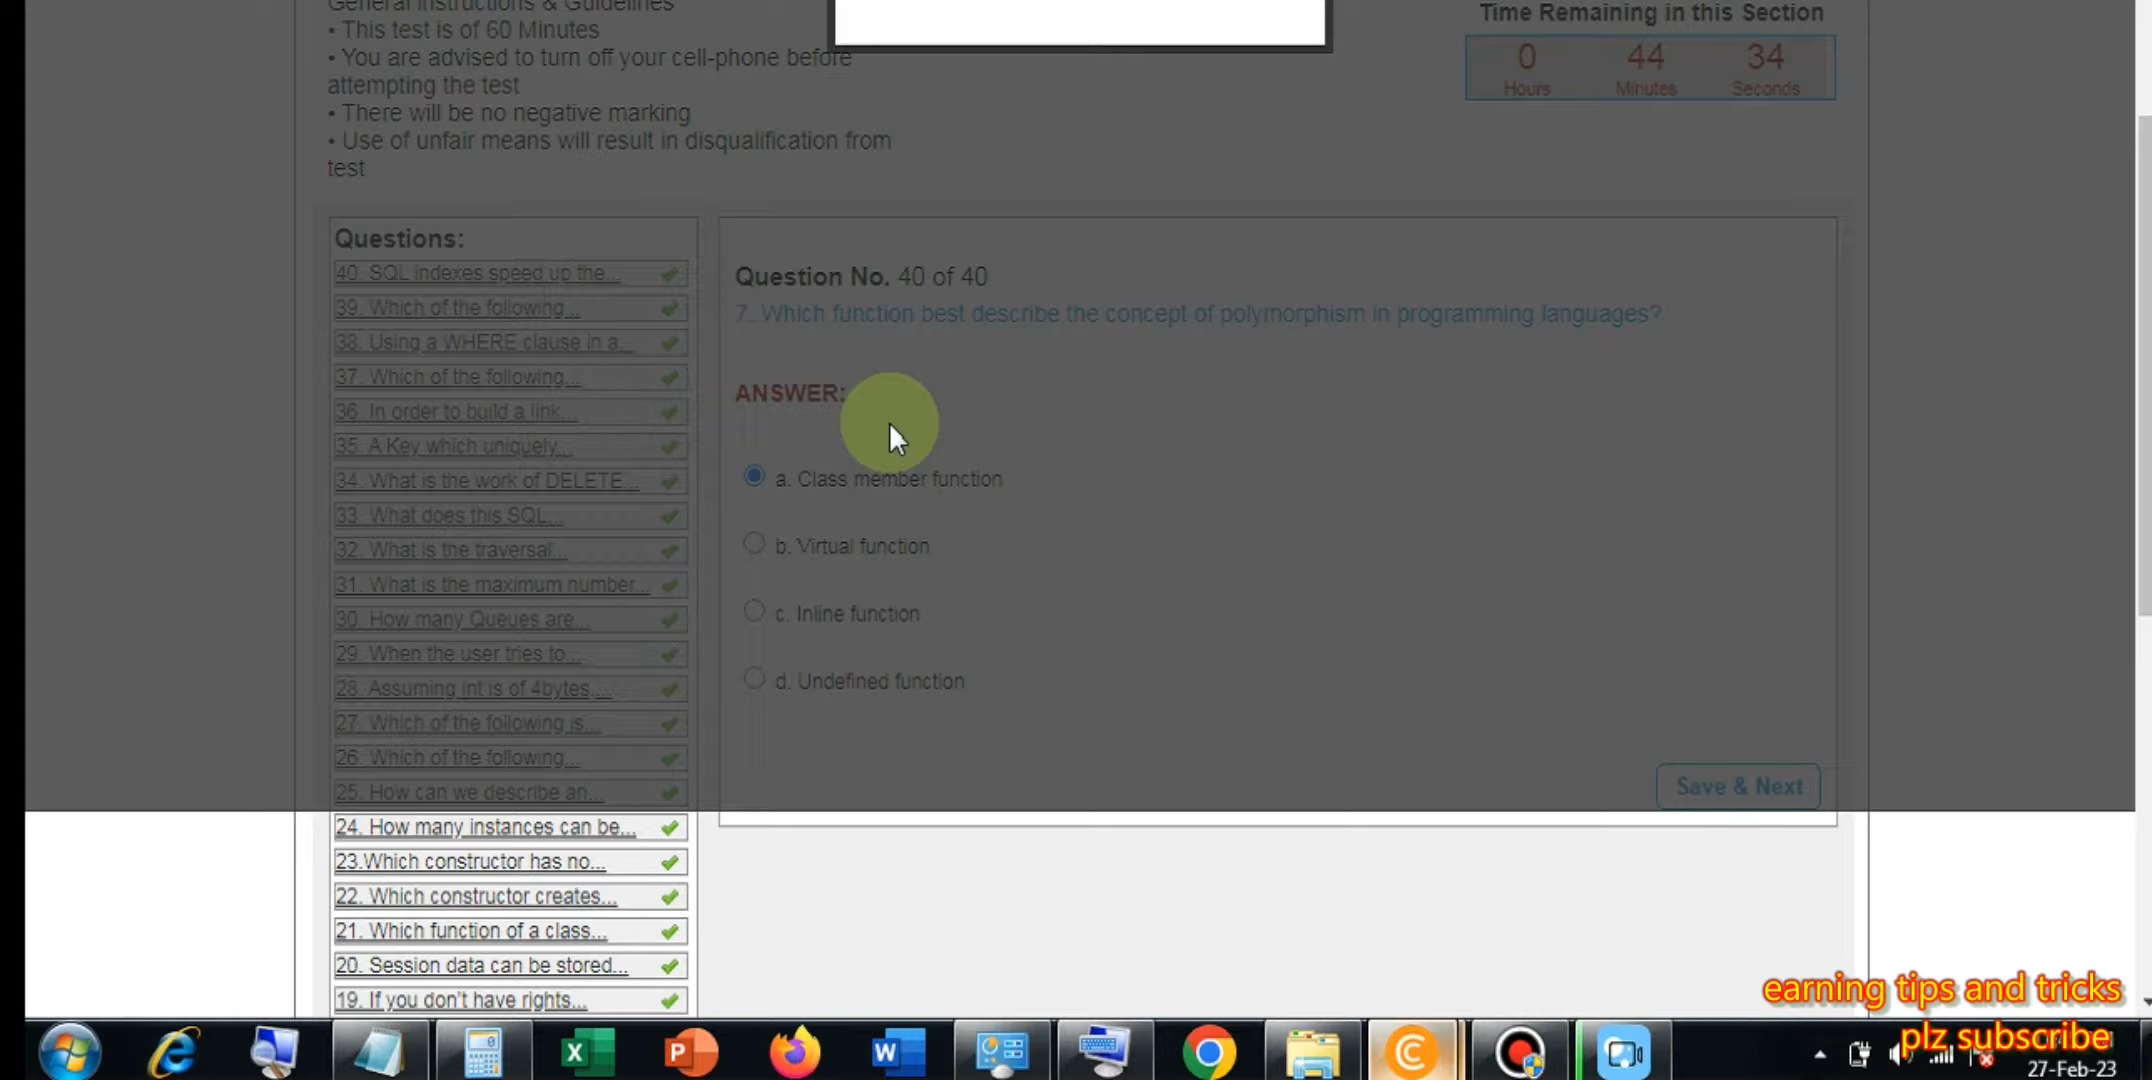 General Instructions & Guidelines
• This test is of 60 Minutes
• You are advised to turn off your cell-phone before
attempting the test
• There will be no negative marking
• Use of unfair means will result in disqualification from
test
Time Remaining in this Section
0 44 34
Hours Minutes Seconds
Questions:
40. SQL indexes speed up the...
39. Which of the following...
38. Using a WHERE clause in a...
37. Which of the following...
36. In order to build a link...
35. A Key which uniquely...
34. What is the work of DELETE...
33. What does this SQL...
32. What is the traversal...
31. What is the maximum number...
30. How many Queues are...
29. When the user tries to...
28. Assuming int is of 4bytes,...
27. Which of the following is...
26. Which of the following...
25. How can we describe an...
24. How many instances can be...
23.Which constructor has no...
22. Which constructor creates...
21. Which function of a class...
20. Session data can be stored...
19. If you don't have rights...
Question No. 40 of 40
7. Which function best describe the concept of polymorphism in programming languages?
ANSWER:
a. Class member function
b. Virtual function
c. Inline function
d. Undefined function
Save & Next
earning tips and tricks
plz subscribe
27-Feb-23